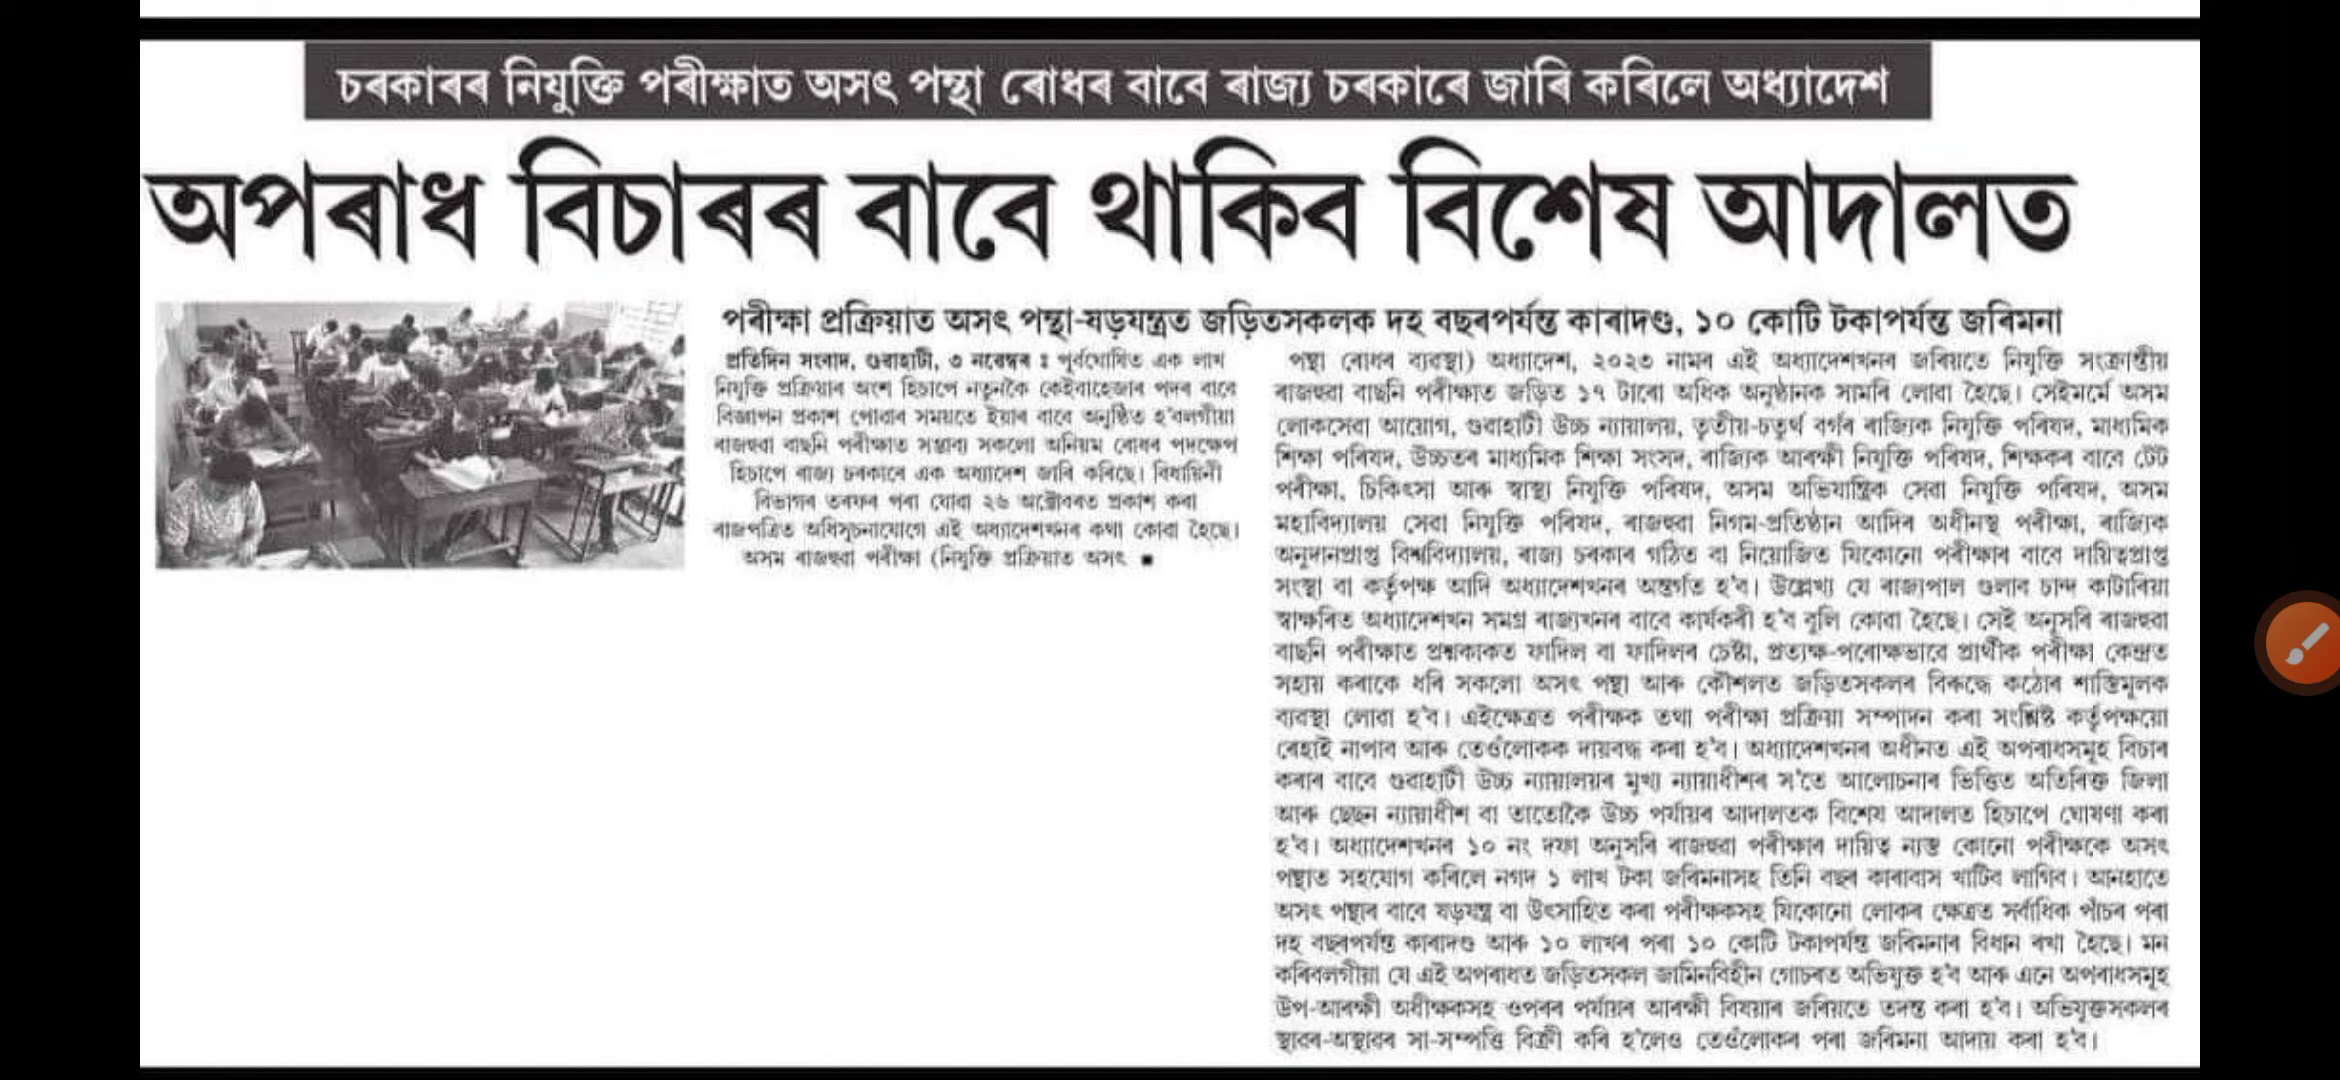 চৰকাৰৰ নিযুক্তি পৰীক্ষাত অসৎ পন্থা ৰোধৰ বাবে ৰাজ্য চৰকাৰে জাৰি কৰিলে অধ্যাদেশ
অপৰাধ বিচাৰৰ বাবে থাকিব বিশেষ আদালত
পৰীক্ষা প্ৰক্ৰিয়াত অসৎ পন্থা-ষড়যন্ত্ৰত জড়িতসকলক দহ বছৰপৰ্যন্ত কাৰাদণ্ড, ১০ কোটি টকাপৰ্যন্ত জৰিমনা
প্ৰতিদিন সংবাদ, গুৱাহাটী, ৩ নৱেম্বৰ : পূৰ্বঘোষিত এক লাখ
নিযুক্তি প্ৰক্ৰিয়াৰ অংশ হিচাপে নতুনকৈ কেইবাহেজাৰ পদৰ বাবে
বিজ্ঞাপন প্ৰকাশ পোৱাৰ সময়তে ইয়াৰ বাবে অনুষ্ঠিত হ'বলগীয়া
ৰাজহুৱা বাছনি পৰীক্ষাত সম্ভাব্য সকলো অনিয়ম ৰোধৰ পদক্ষেপ
হিচাপে ৰাজ্য চৰকাৰে এক অধ্যাদেশ জাৰি কৰিছে। বিধায়িনী
বিভাগৰ তৰফৰ পৰা যোৱা ২৬ অক্টোবৰত প্ৰকাশ কৰা
ৰাজপত্ৰিত অধিসূচনাযোগে এই অধ্যাদেশখনৰ কথা কোৱা হৈছে।
অসম ৰাজহুৱা পৰীক্ষা (নিযুক্তি প্ৰক্ৰিয়াত অসৎ ■
পন্থা ৰোধৰ ব্যৱস্থা) অধ্যাদেশ, ২০২৩ নামৰ এই অধ্যাদেশখনৰ জৰিয়তে নিযুক্তি সংক্ৰান্তীয়
ৰাজহুৱা বাছনি পৰীক্ষাত জড়িত ১৭ টাৰো অধিক অনুষ্ঠানক সামৰি লোৱা হৈছে। সেইমৰ্মে অসম
লোকসেৱা আয়োগ, গুৱাহাটী উচ্চ ন্যায়ালয়, তৃতীয়-চতুৰ্থ বৰ্গৰ ৰাজ্যিক নিযুক্তি পৰিষদ, মাধ্যমিক
শিক্ষা পৰিষদ, উচ্চতৰ মাধ্যমিক শিক্ষা সংসদ, ৰাজ্যিক আৰক্ষী নিযুক্তি পৰিষদ, শিক্ষকৰ বাবে টেট
পৰীক্ষা, চিকিৎসা আৰু স্বাস্থ্য নিযুক্তি পৰিষদ, অসম অভিযান্ত্ৰিক সেৱা নিযুক্তি পৰিষদ, অসম
মহাবিদ্যালয় সেৱা নিযুক্তি পৰিষদ, ৰাজহুৱা নিগম-প্ৰতিষ্ঠান আদিৰ অধীনস্থ পৰীক্ষা, ৰাজ্যিক
অনুদানপ্ৰাপ্ত বিশ্ববিদ্যালয়, ৰাজ্য চৰকাৰ গঠিত বা নিয়োজিত যিকোনো পৰীক্ষাৰ বাবে দায়িত্বপ্ৰাপ্ত
সংস্থা বা কৰ্তৃপক্ষ আদি অধ্যাদেশখনৰ অন্তৰ্গত হ'ব। উল্লেখ্য যে ৰাজ্যপাল গুলাব চান্দ কাটাৰিয়া
স্বাক্ষৰিত অধ্যাদেশখন সমগ্ৰ ৰাজ্যখনৰ বাবে কাৰ্যকৰী হ'ব বুলি কোৱা হৈছে। সেই অনুসৰি ৰাজহুৱা
বাছনি পৰীক্ষাত প্ৰশ্নকাকত ফাদিল বা ফাদিলৰ চেষ্টা, প্ৰত্যক্ষ-পৰোক্ষভাৱে প্ৰাৰ্থীক পৰীক্ষা কেন্দ্ৰত
সহায় কৰাকে ধৰি সকলো অসৎ পন্থা আৰু কৌশলত জড়িতসকলৰ বিৰুদ্ধে কঠোৰ শাস্তিমূলক
ব্যৱস্থা লোৱা হ'ব। এইক্ষেত্ৰত পৰীক্ষক তথা পৰীক্ষা প্ৰক্ৰিয়া সম্পাদন কৰা সংশ্লিষ্ট কৰ্তৃপক্ষয়ো
ৰেহাই নাপাব আৰু তেওঁলোকক দায়বদ্ধ কৰা হ'ব। অধ্যাদেশখনৰ অধীনত এই অপৰাধসমূহ বিচাৰ
কৰাৰ বাবে গুৱাহাটী উচ্চ ন্যায়ালয়ৰ মুখ্য ন্যায়াধীশৰ স'তে আলোচনাৰ ভিত্তিত অতিৰিক্ত জিলা
আৰু ছেছন ন্যায়াধীশ বা তাতোকৈ উচ্চ পৰ্যায়ৰ আদালতক বিশেষ আদালত হিচাপে ঘোষণা কৰা
হ'ব। অধ্যাদেশখনৰ ১০ নং দফা অনুসৰি ৰাজহুৱা পৰীক্ষাৰ দায়িত্ব ন্যস্ত কোনো পৰীক্ষকে অসৎ
পন্থাত সহযোগ কৰিলে নগদ ১ লাখ টকা জৰিমনাসহ তিনি বছৰ কাৰাবাস খাটিব লাগিব। আনহাতে
অসৎ পন্থাৰ বাবে ষড়যন্ত্ৰ বা উৎসাহিত কৰা পৰীক্ষকসহ যিকোনো লোকৰ ক্ষেত্ৰত সৰ্বাধিক পাঁচৰ পৰা
দহ বছৰপৰ্যন্ত কাৰাদণ্ড আৰু ১০ লাখৰ পৰা ১০ কোটি টকাপৰ্যন্ত জৰিমনাৰ বিধান ৰখা হৈছে। মন
কৰিবলগীয়া যে এই অপৰাধত জড়িতসকল জামিনবিহীন গোচৰত অভিযুক্ত হ'ব আৰু এনে অপৰাধসমূহ
উপ-আৰক্ষী অধীক্ষকসহ ওপৰৰ পৰ্যায়ৰ আৰক্ষী বিষয়াৰ জৰিয়তে তদন্ত কৰা হ'ব। অভিযুক্তসকলৰ
স্থাৱৰ-অস্থাৱৰ সা-সম্পত্তি বিক্ৰী কৰি হ'লেও তেওঁলোকৰ পৰা জৰিমনা আদায় কৰা হ'ব।